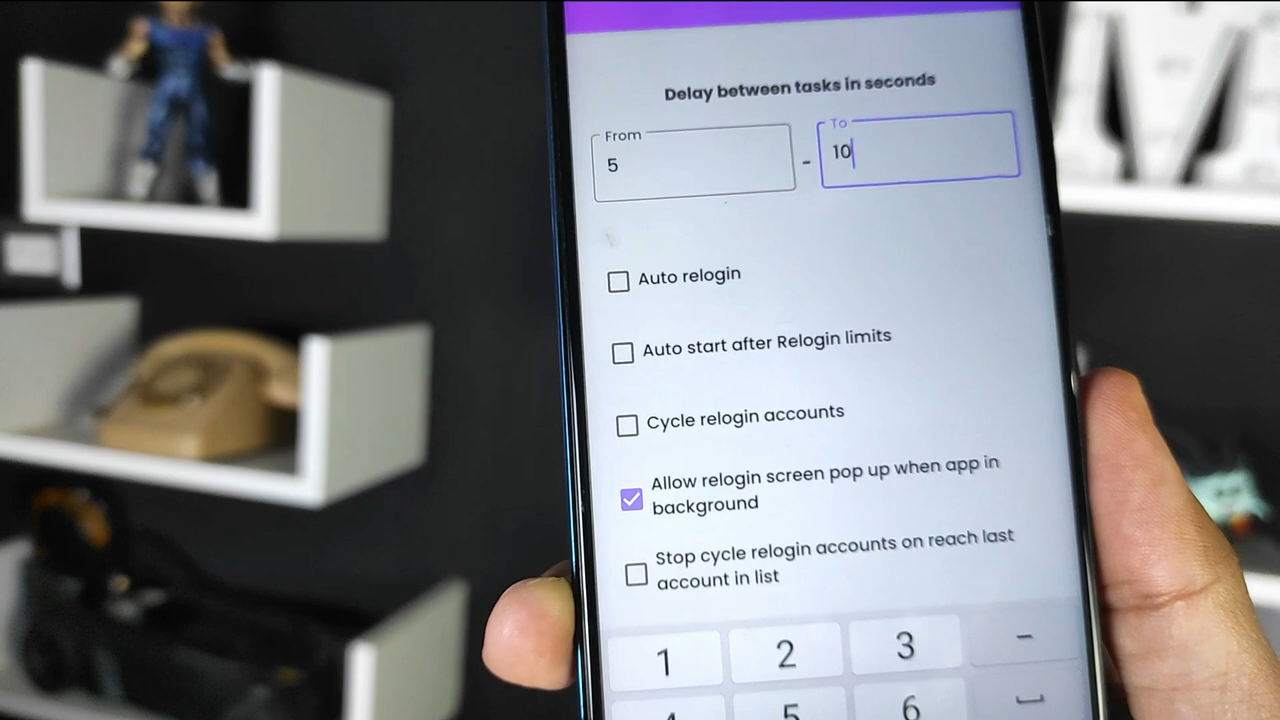 Delay between tasks in seconds
From
To
5
-
10
Auto relogin
Auto start after Relogin limits
Cycle relogin accounts
Allow relogin screen pop up when app in
background
Stop cycle relogin accounts on reach last
account in list
1 2 3 -
4 5 6